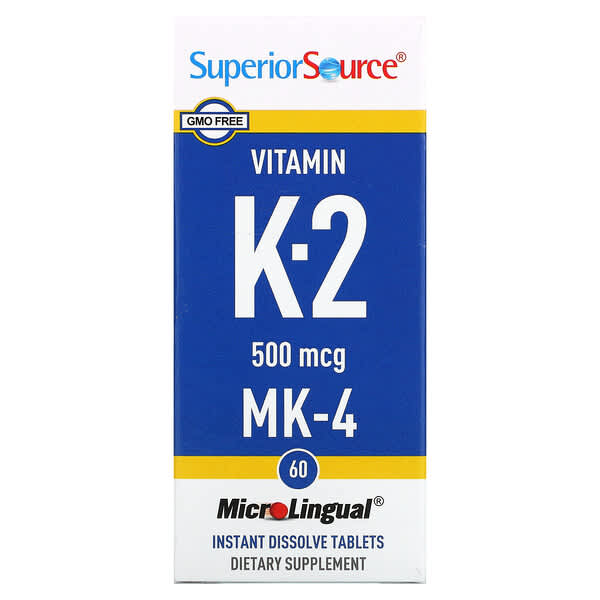 SuperiorSource®
GMO FREE
VITAMIN
K·2
500 mcg
MK-4
60
MicroLingual®
INSTANT DISSOLVE TABLETS
DIETARY SUPPLEMENT